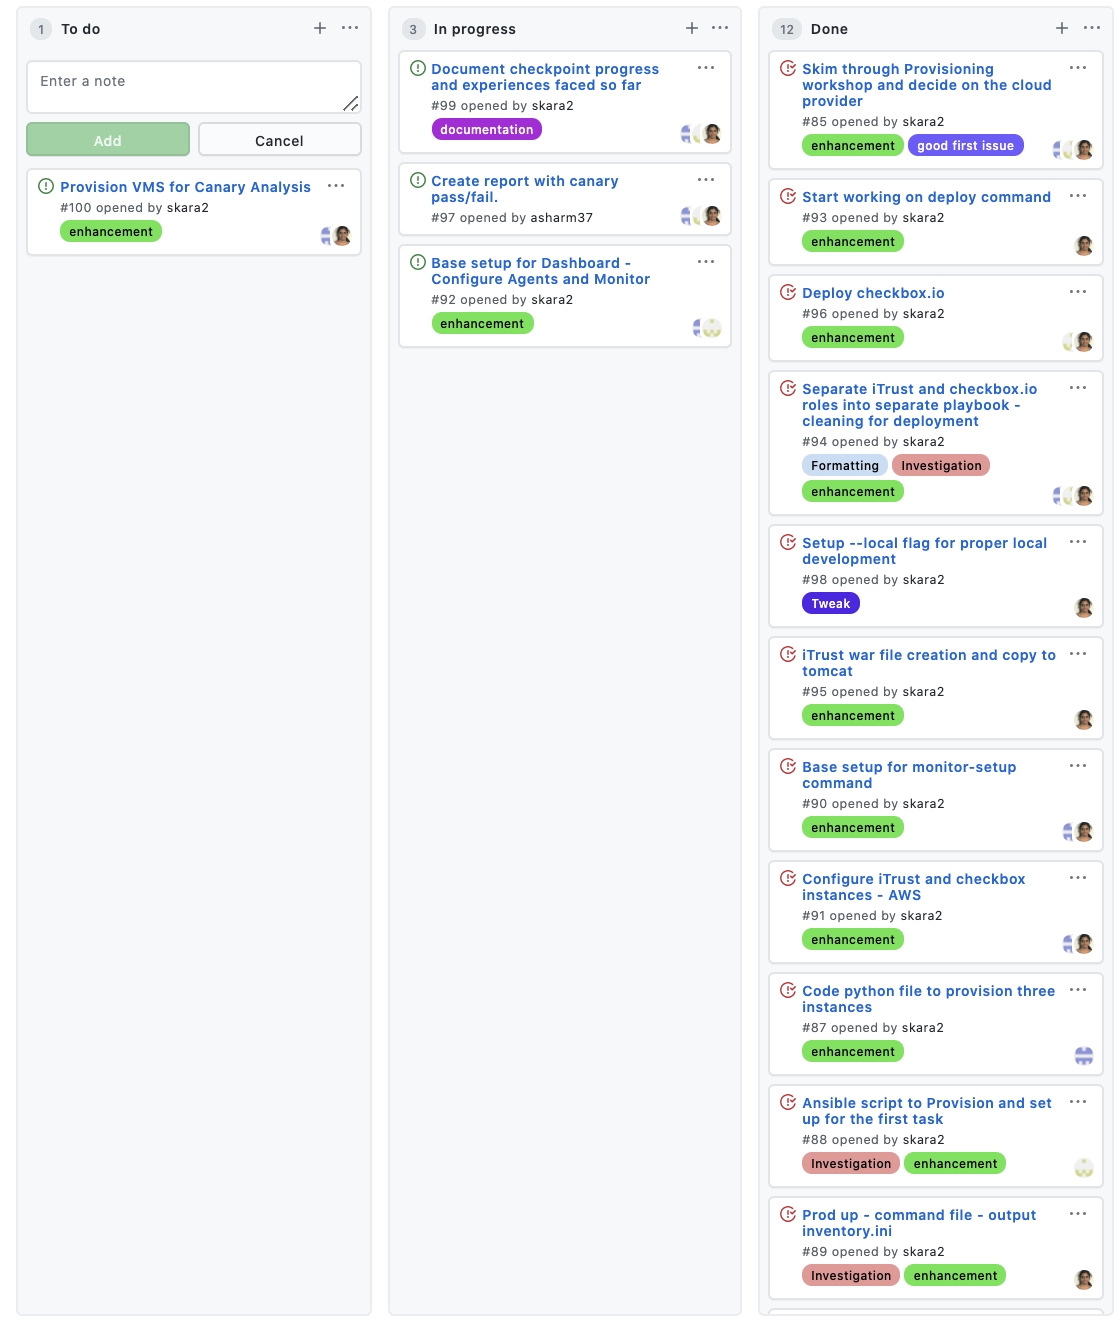 1 To do
Enter a note
Add Cancel
Provision VMS for Canary Analysis
#100 opened by skara2
enhancement
3 In progress
Document checkpoint progress
and experiences faced so far
#99 opened by skara2
documentation
Create report with canary
pass/fail.
#97 opened by asharm37
Base setup for Dashboard -
Configure Agents and Monitor
#92 opened by skara2
enhancement
12 Done
Skim through Provisioning
workshop and decide on the cloud
provider
#85 opened by skara2
enhancement good first issue
Start working on deploy command
#93 opened by skara2
enhancement
Deploy checkbox.io
#96 opened by skara2
enhancement
Separate iTrust and checkbox.io
roles into separate playbook -
cleaning for deployment
#94 opened by skara2
Formatting Investigation
enhancement
Setup --local flag for proper local
development
#98 opened by skara2
Tweak
iTrust war file creation and copy to
tomcat
#95 opened by skara2
enhancement
Base setup for monitor-setup
command
#90 opened by skara2
enhancement
Configure iTrust and checkbox
instances - AWS
#91 opened by skara2
enhancement
Code python file to provision three
instances
#87 opened by skara2
enhancement
Ansible script to Provision and set
up for the first task
#88 opened by skara2
Investigation enhancement
Prod up - command file - output
inventory.ini
#89 opened by skara2
Investigation enhancement